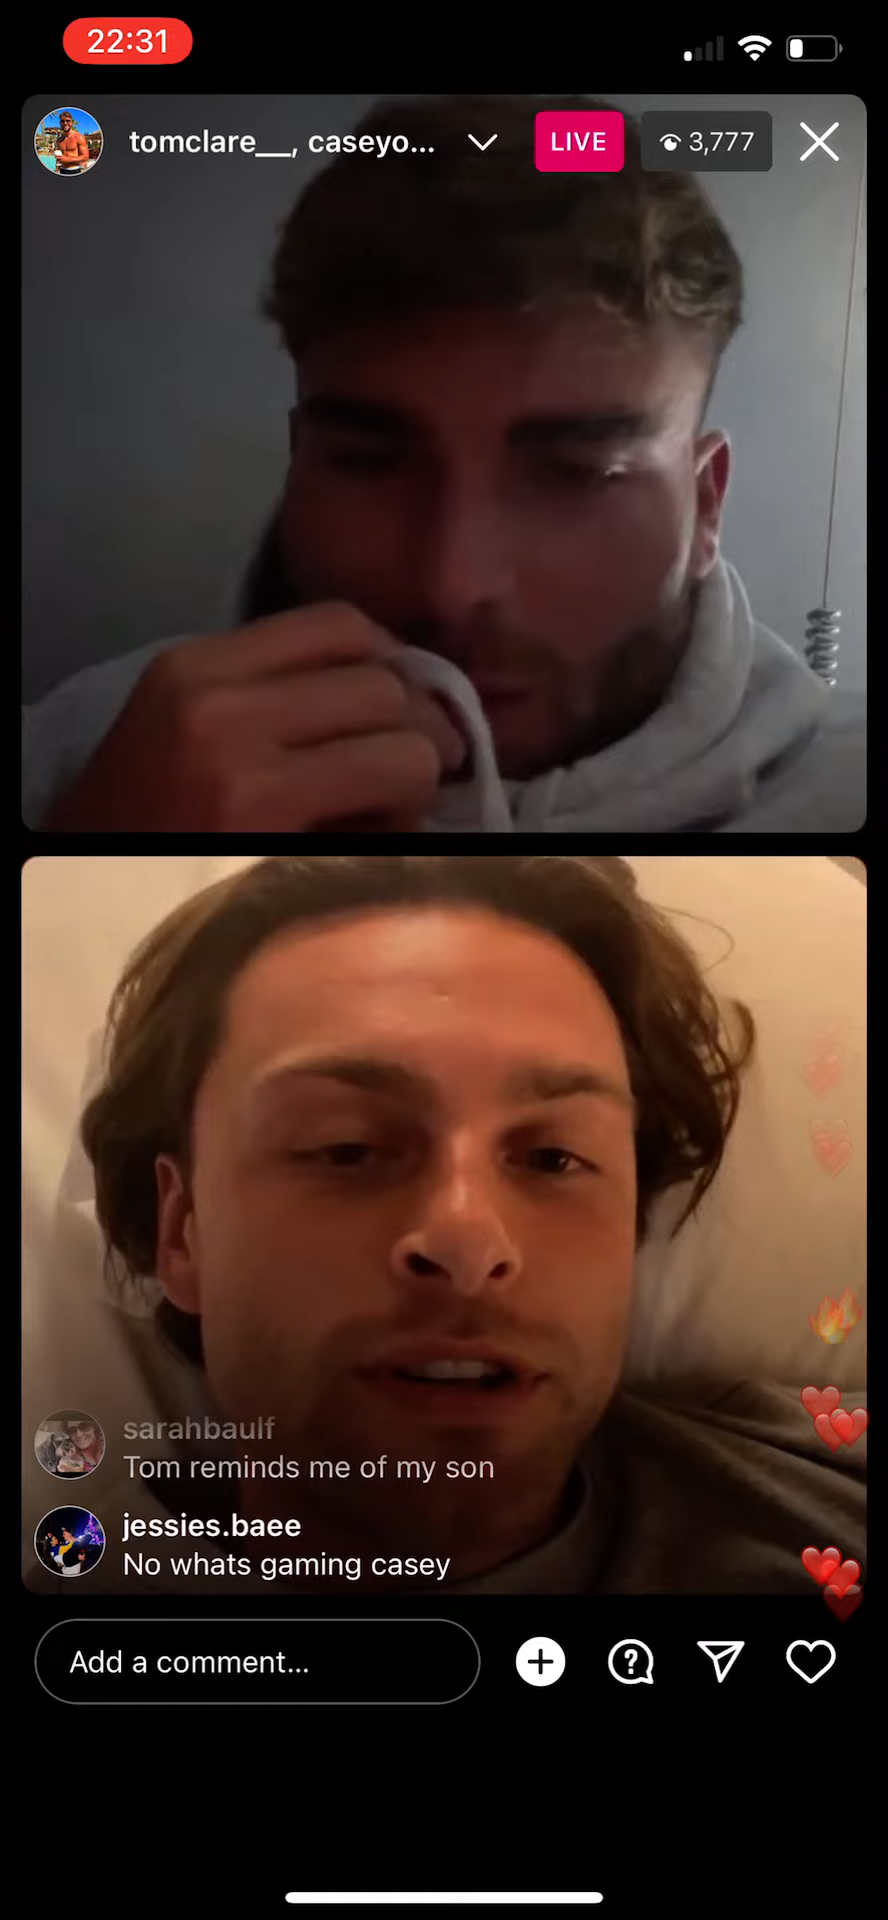 22:31
tomclare__, caseyo...
LIVE
3,777
sarahbaulf
Tom reminds me of my son
jessies.baee
No whats gaming casey
Add a comment...